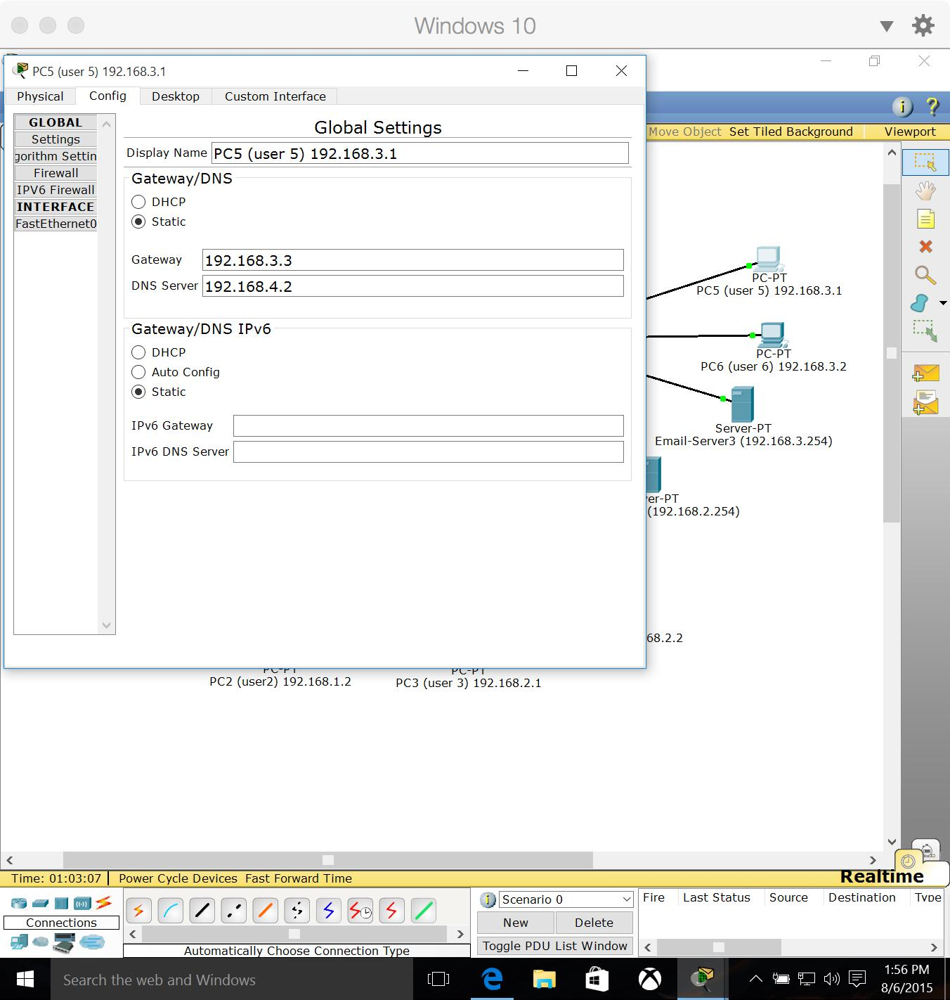 Windows 10
PC5 (user 5) 192.168.3.1
Physical
Config
Desktop
Custom Interface
GLOBAL
Settings
gorithm Settin
Firewall
IPV6 Firewall
INTERFACE
FastEthernet0
Global Settings
Display Name PC5 (user 5) 192.168.3.1
Gateway/DNS
DHCP
Static
Gateway 192.168.3.3
DNS Server 192.168.4.2
Gateway/DNS IPv6
DHCP
Auto Config
Static
IPv6 Gateway
IPv6 DNS Server
i ?
Move Object Set Tiled Background Viewport
PC-PT
PC5 (user 5) 192.168.3.1
PC-PT
PC6 (user 6) 192.168.3.2
Server-PT
Email-Server3 (192.168.3.254)
er-PT
(192.168.2.254)
68.2.2
PC-PT
PC2 (user2) 192.168.1.2
PC-PT
PC3 (user 3) 192.168.2.1
Time: 01:03:07 Power Cycle Devices Fast Forward Time
Realtime
Connections
Automatically Choose Connection Type
i Scenario 0
New Delete
Toggle PDU List Window
Fire Last Status Source Destination Type
Search the web and Windows
1:56 PM
8/6/2015